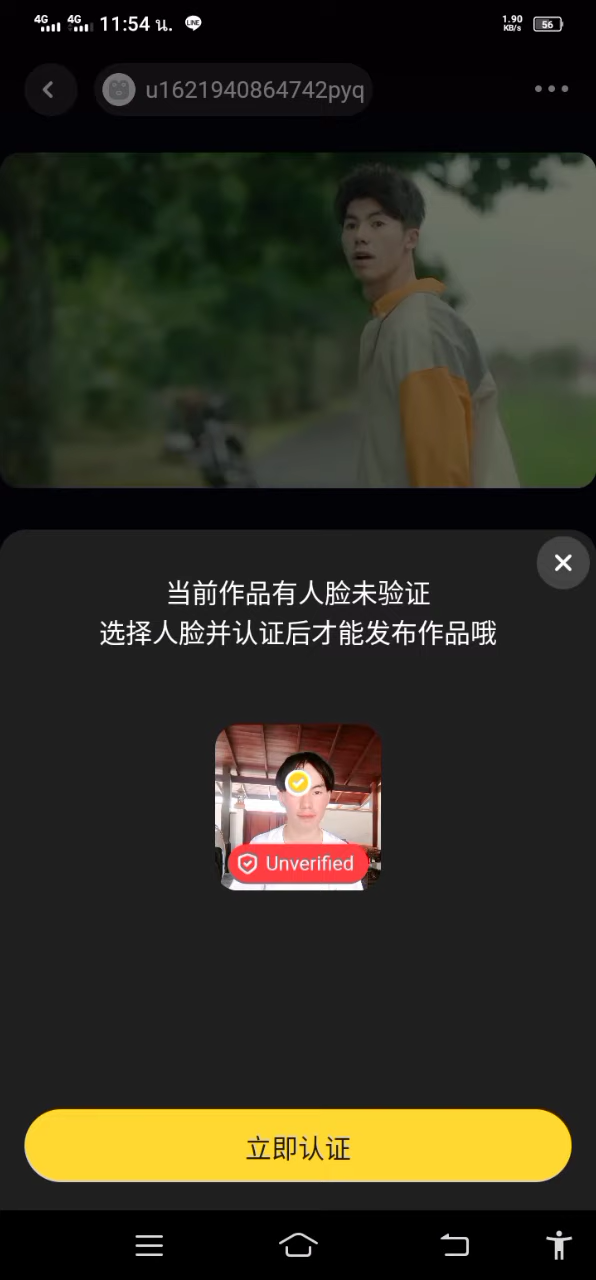 4G 4G 11:54 น. LINE 1.90 KB/s 56
u1621940864742pyq
当前作品有人脸未验证
选择人脸并认证后才能发布作品哦
Unverified
立即认证